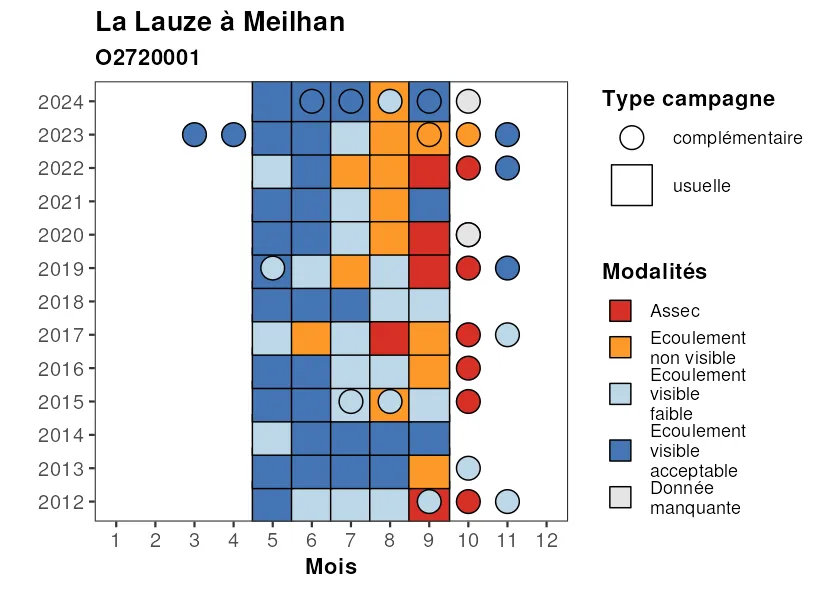 La Lauze à Meilhan
O2720001
2024
2023
2022
2021
2020
2019
2018
2017
2016
2015
2014
2013
2012
1 2 3 4 5 6 7 8 9 10 11 12
Mois
Type campagne
complémentaire
usuelle
Modalités
Assec
Ecoulement
non visible
Ecoulement
visible
faible
Ecoulement
visible
acceptable
Donnée
manquante